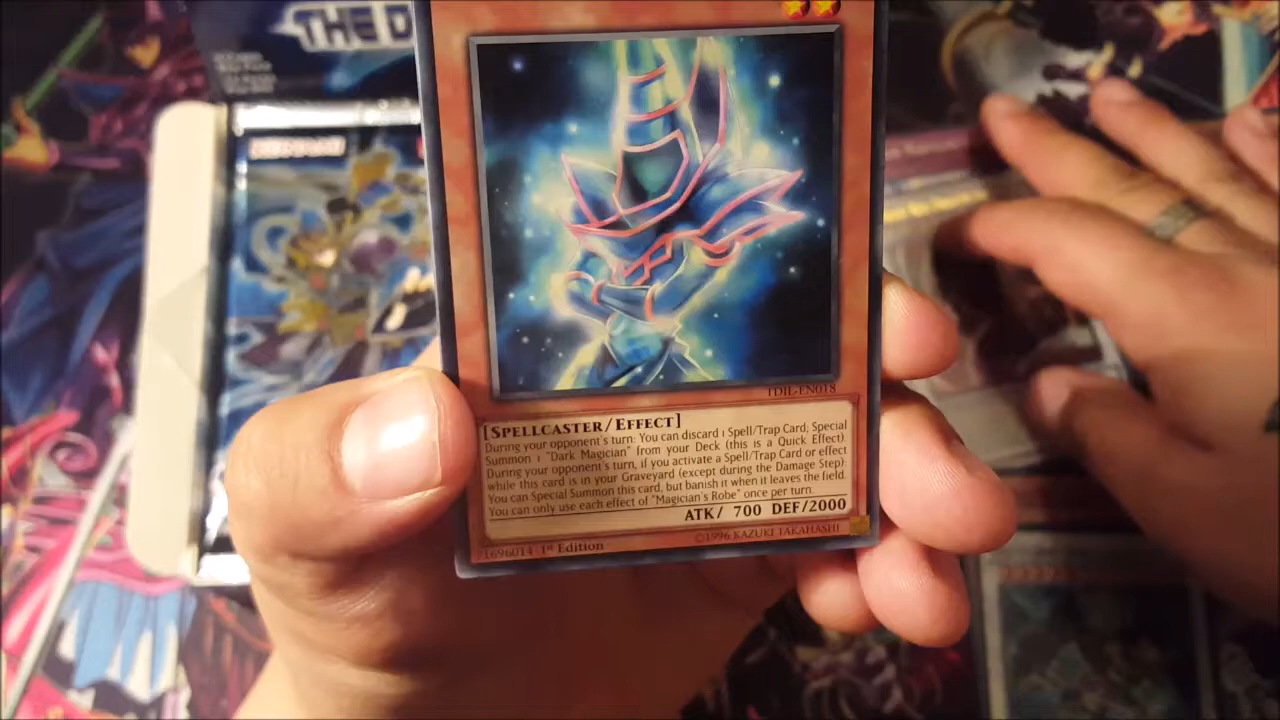 THE D
TDIL-EN018
[SPELLCASTER/EFFECT]
During your opponent's turn: You can discard 1 Spell/Trap Card; Special
Summon 1 "Dark Magician" from your Deck (this is a Quick Effect).
During your opponent's turn, if you activate a Spell/Trap Card or effect
while this card is in your Graveyard (except during the Damage Step):
You can Special Summon this card, but banish it when it leaves the field.
You can only use each effect of "Magician's Robe" once per turn.
ATK/ 700 DEF/2000
71696014 1st Edition
©1996 KAZUKI TAKAHASHI